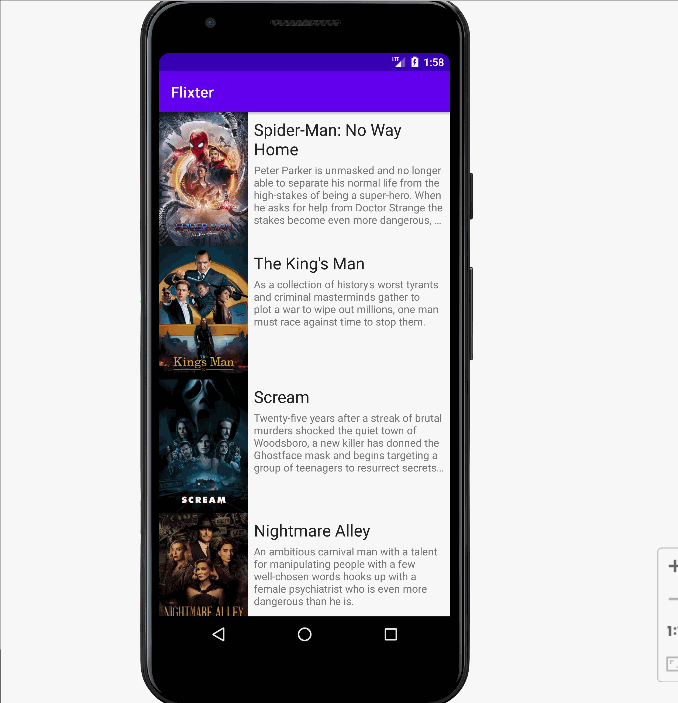 LTE 1:58
Flixter
Spider-Man: No Way
Home
Peter Parker is unmasked and no longer
able to separate his normal life from the
high-stakes of being a super-hero. When
he asks for help from Doctor Strange the
stakes become even more dangerous, ...
The King's Man
As a collection of history's worst tyrants
and criminal masterminds gather to
plot a war to wipe out millions, one man
must race against time to stop them.
The
King's Man
Scream
Twenty-five years after a streak of brutal
murders shocked the quiet town of
Woodsboro, a new killer has donned the
Ghostface mask and begins targeting a
group of teenagers to resurrect secrets...
SCREAM
Nightmare Alley
An ambitious carnival man with a talent
for manipulating people with a few
well-chosen words hooks up with a
female psychiatrist who is even more
dangerous than he is.
NIGHTMARE ALLEY